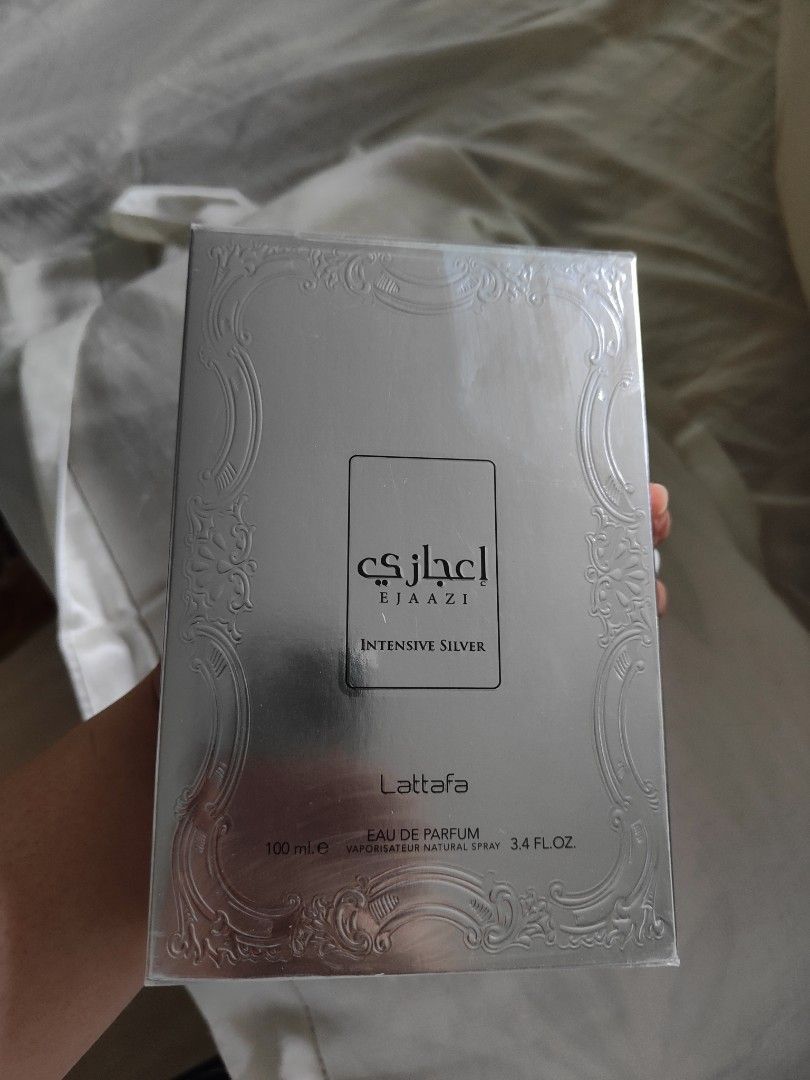 إعجازي
EJAAZI
INTENSIVE SILVER
Lattafa
EAU DE PARFUM
100 ml. e VAPORISATEUR NATURAL SPRAY 3.4 FL.OZ.